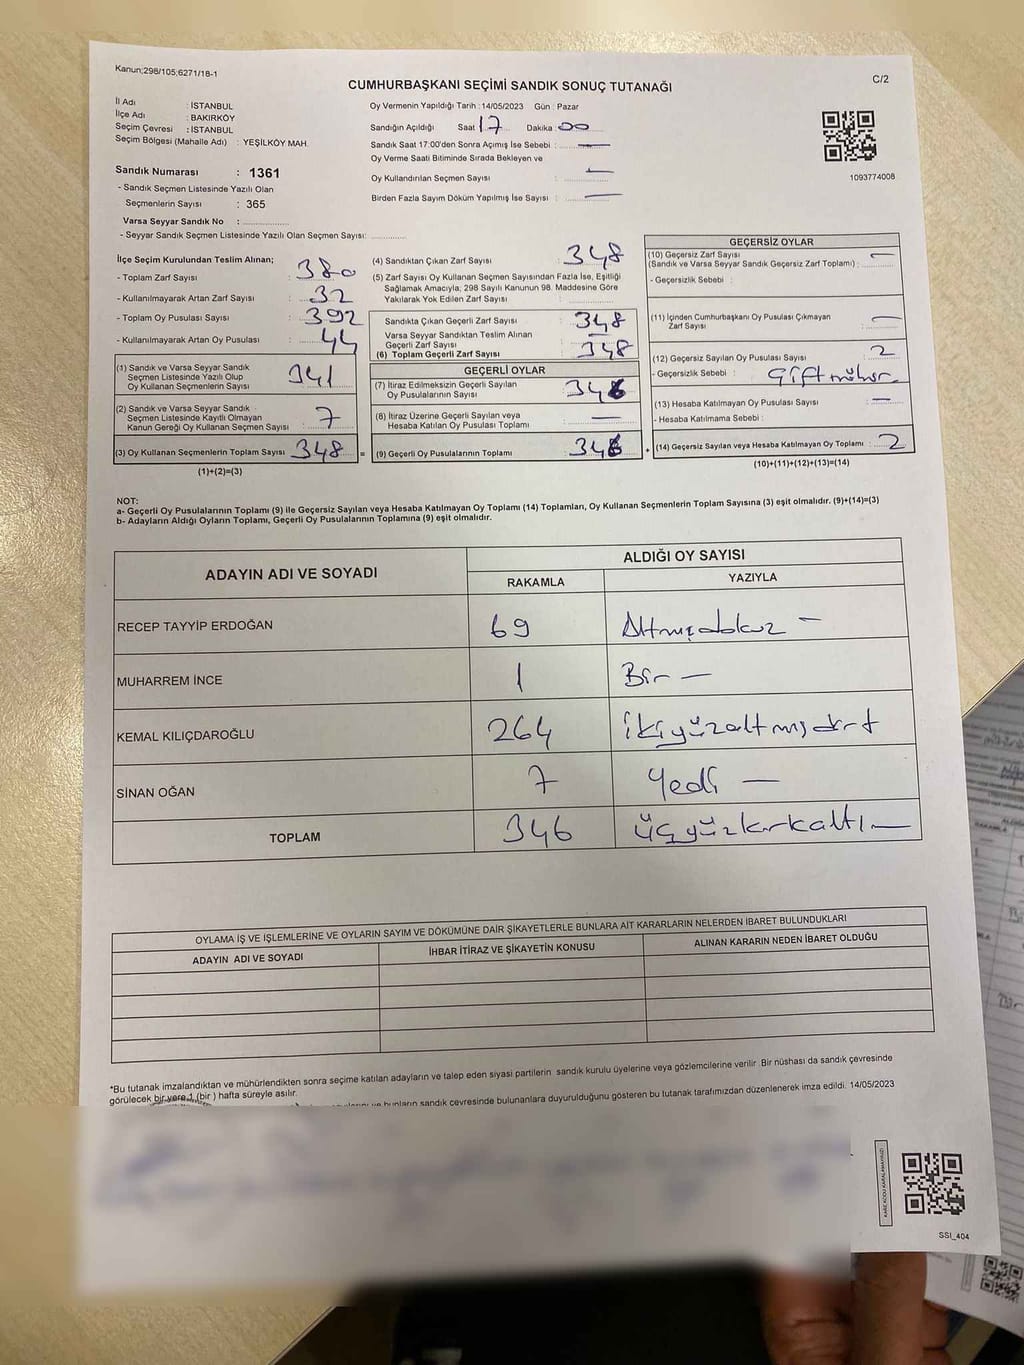 Kanun;298/105;6271/18-1
C/2
CUMHURBAŞKANI SEÇİMİ SANDIK SONUÇ TUTANAĞI
İl Adı : İSTANBUL
İlçe Adı : BAKIRKÖY
Seçim Çevresi : İSTANBUL
Seçim Bölgesi (Mahalle Adı) : YEŞİLKÖY MAH.
Sandık Numarası : 1361
- Sandık Seçmen Listesinde Yazılı Olan
Seçmenlerin Sayısı : 365
Varsa Seyyar Sandık No :
- Seyyar Sandık Seçmen Listesinde Yazılı Olan Seçmen Sayısı:
Oy Vermenin Yapıldığı Tarih : 14/05/2023 Gün : Pazar
Sandığın Açıldığı Saat 17 Dakika : 00
Sandık Saat 17:00'den Sonra Açımış İse Sebebi : —
Oy Verme Saati Bitiminde Sırada Bekleyen ve
Oy Kullandırılan Seçmen Sayısı : —
Birden Fazla Sayım Döküm Yapılmış İse Sayısı : —
1093774008
İlçe Seçim Kurulundan Teslim Alınan;
- Toplam Zarf Sayısı : 380
- Kullanılmayarak Artan Zarf Sayısı : 32
- Toplam Oy Pusulası Sayısı : 392
- Kullanılmayarak Artan Oy Pusulası : 44
(1) Sandık ve Varsa Seyyar Sandık
Seçmen Listesinde Yazılı Olup
Oy Kullanan Seçmenlerin Sayısı : 341
(2) Sandık ve Varsa Seyyar Sandık
Seçmen Listesinde Kayıtlı Olmayan
Kanun Gereği Oy Kullanan Seçmen Sayısı : 7
(3) Oy Kullanan Seçmenlerin Toplam Sayısı 348
=
(1)+(2)=(3)
(4) Sandıktan Çıkan Zarf Sayısı : 348
(5) Zarf Sayısı Oy Kullanan Seçmen Sayısından Fazla İse, Eşitliği
Sağlamak Amacıyla; 298 Sayılı Kanunun 98. Maddesine Göre
Yakılarak Yok Edilen Zarf Sayısı :
Sandıkta Çıkan Geçerli Zarf Sayısı : 348
Varsa Seyyar Sandıktan Teslim Alınan
Geçerli Zarf Sayısı : —
(6) Toplam Geçerli Zarf Sayısı : 348
GEÇERLİ OYLAR
(7) İtiraz Edilmeksizin Geçerli Sayılan
Oy Pusulalarının Sayısı : 346
(8) İtiraz Üzerine Geçerli Sayılan veya
Hesaba Katılan Oy Pusulası Toplamı : —
(9) Geçerli Oy Pusulalarının Toplamı : 346
+
GEÇERSİZ OYLAR
(10) Geçersiz Zarf Sayısı
(Sandık ve Varsa Seyyar Sandık Geçersiz Zarf Toplamı) : —
- Geçersizlik Sebebi :
(11) İçinden Cumhurbaşkanı Oy Pusulası Çıkmayan
Zarf Sayısı : —
(12) Geçersiz Sayılan Oy Pusulası Sayısı : 2
- Geçersizlik Sebebi : Çift mühür.
(13) Hesaba Katılmayan Oy Pusulası Sayısı : —
- Hesaba Katılmama Sebebi :
(14) Geçersiz Sayılan veya Hesaba Katılmayan Oy Toplamı : 2
(10)+(11)+(12)+(13)=(14)
NOT:
a- Geçerli Oy Pusulalarının Toplamı (9) ile Geçersiz Sayılan veya Hesaba Katılmayan Oy Toplamı (14) Toplamları, Oy Kullanan Seçmenlerin Toplam Sayısına (3) eşit olmalıdır. (9)+(14)=(3)
b- Adayların Aldığı Oyların Toplamı, Geçerli Oy Pusulalarının Toplamına (9) eşit olmalıdır.
ADAYIN ADI VE SOYADI
ALDIĞI OY SAYISI
RAKAMLA YAZIYLA
RECEP TAYYİP ERDOĞAN 69 Altmışdokuz —
MUHARREM İNCE 1 Bir —
KEMAL KILIÇDAROĞLU 264 ikiyüzaltmışdört
SİNAN OĞAN 7 Yedi —
TOPLAM 346 üçyüzkırkaltı —
OYLAMA İŞ VE İŞLEMLERİNE VE OYLARIN SAYIM VE DÖKÜMÜNE DAİR ŞİKAYETLERLE BUNLARA AİT KARARLARIN NELERDEN İBARET BULUNDUKLARI
ADAYIN ADI VE SOYADI İHBAR İTİRAZ VE ŞİKAYETİN KONUSU ALINAN KARARIN NEDEN İBARET OLDUĞU
*Bu tutanak imzalandıktan ve mühürlendikten sonra seçime katılan adayların ve talep eden siyasi partilerin sandık kurulu üyelerine veya gözlemcilerine verilir. Bir nüshası da sandık çevresinde
görülecek bir yere 1 (bir) hafta süreyle asılır.
ve bunların sandık çevresinde bulunanlara duyurulduğunu gösteren bu tutanak tarafımızdan düzenlenerek imza edildi. 14/05/2023
KARE KODU KARALAMAYINIZ!
SSI_404